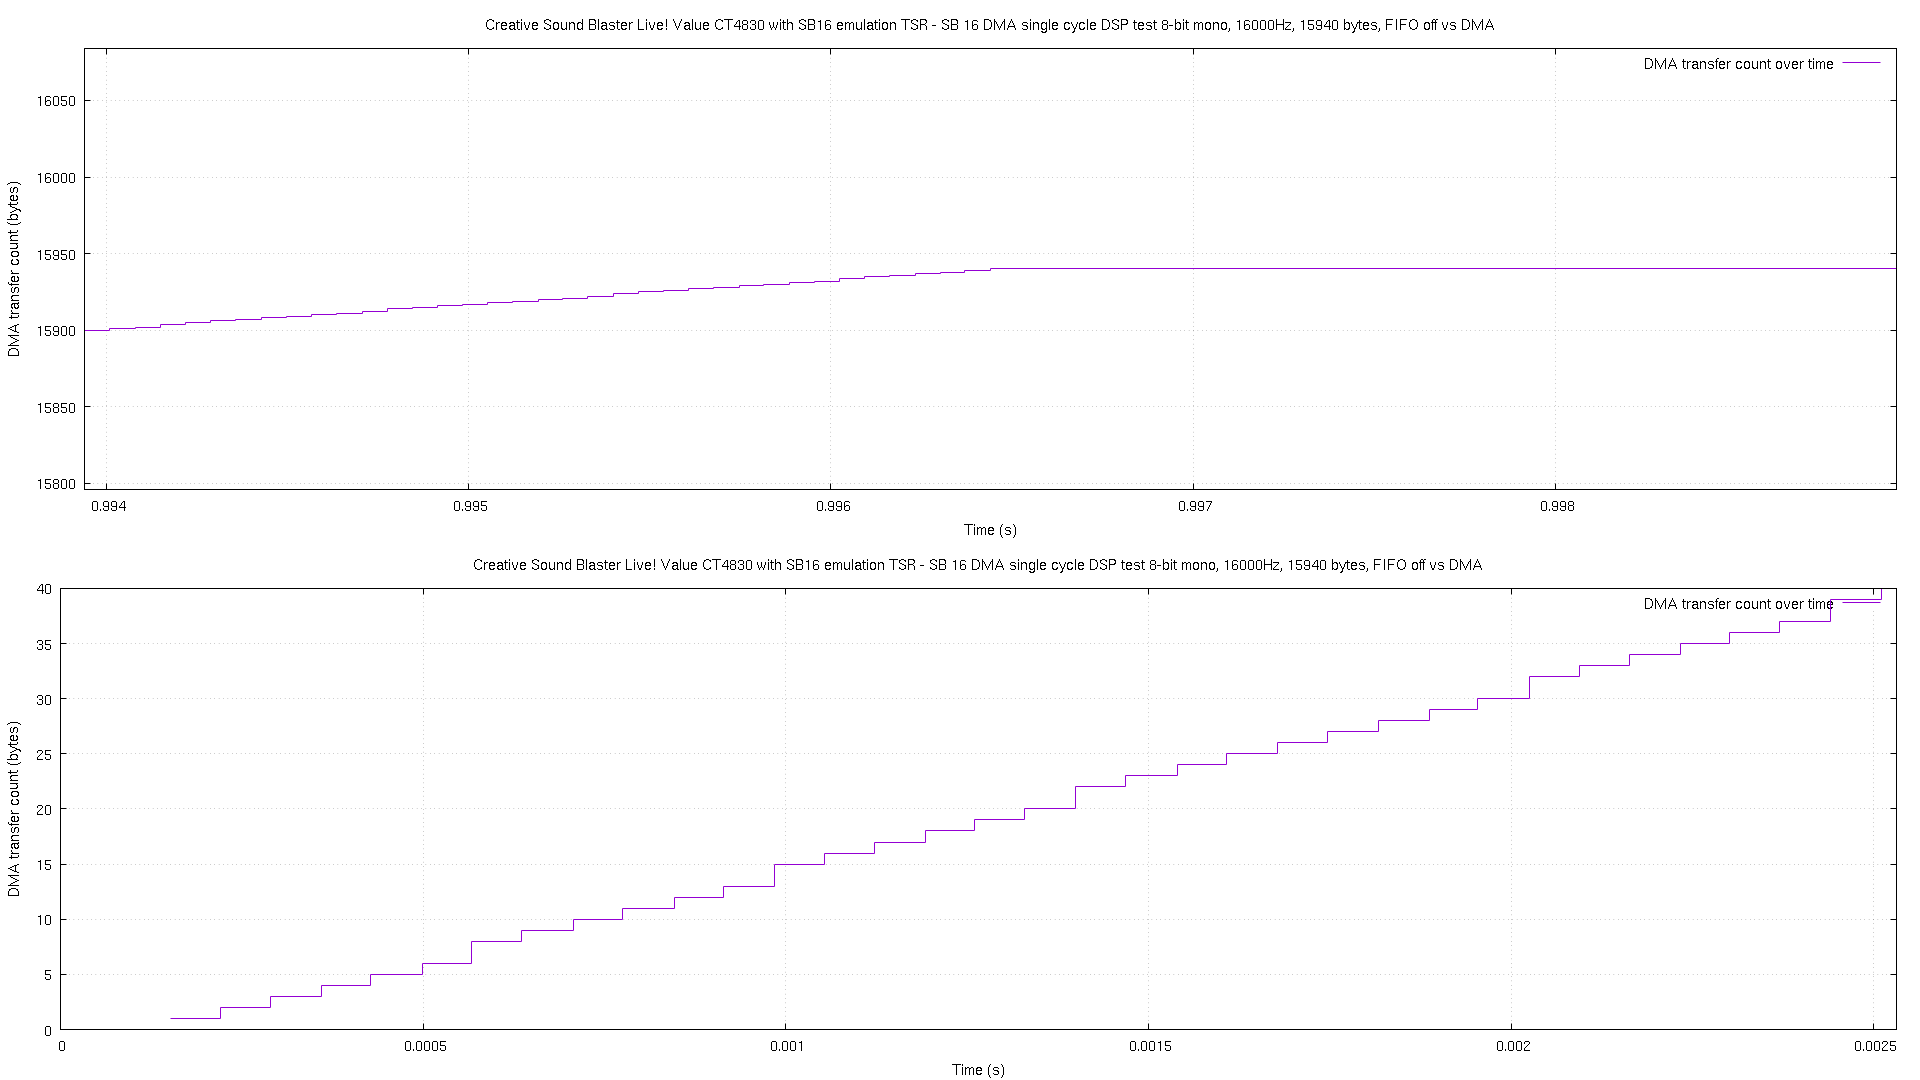 Creative Sound Blaster Live! Value CT4830 with SB16 emulation TSR - SB 16 DMA single cycle DSP test 8-bit mono, 16000Hz, 15940 bytes, FIFO off vs DMA
DMA transfer count over time
DMA transfer count (bytes)
16050
16000
15950
15900
15850
15800
0.994 0.995 0.996 0.997 0.998
Time (s)
Creative Sound Blaster Live! Value CT4830 with SB16 emulation TSR - SB 16 DMA single cycle DSP test 8-bit mono, 16000Hz, 15940 bytes, FIFO off vs DMA
DMA transfer count over time
DMA transfer count (bytes)
40
35
30
25
20
15
10
5
0
0 0.0005 0.001 0.0015 0.002 0.0025
Time (s)